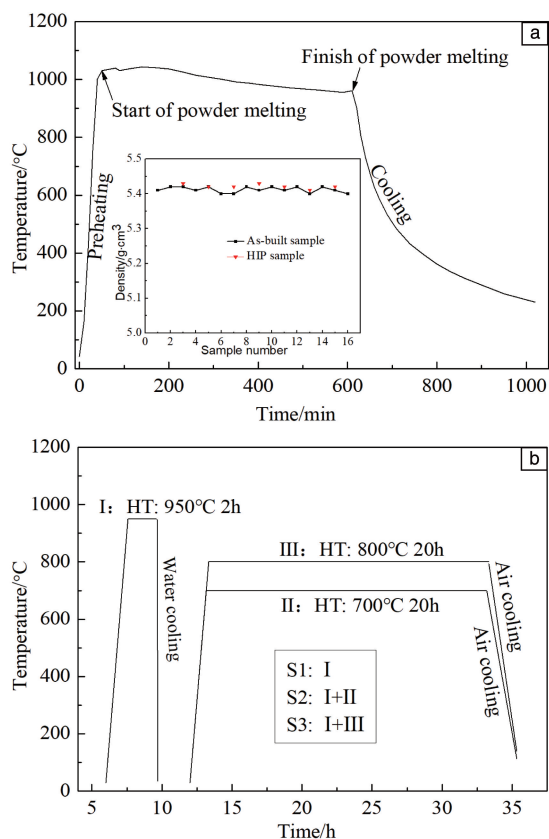 a
1200
1000
800
600
400
200
0
Temperature/°C
Preheating
Start of powder melting
Finish of powder melting
Cooling
5.5
5.4
5.3
5.2
5.1
5.0
Density/g·cm³
As-built sample
HIP sample
0 2 4 6 8 10 12 14 16
Sample number
0 200 400 600 800 1000
Time/min
b
1200
1000
800
600
400
200
0
Temperature/°C
I: HT: 950°C 2h
Water cooling
III: HT: 800°C 20h
II: HT: 700°C 20h
Air cooling
Air cooling
S1: I
S2: I+II
S3: I+III
5 10 15 20 25 30 35
Time/h